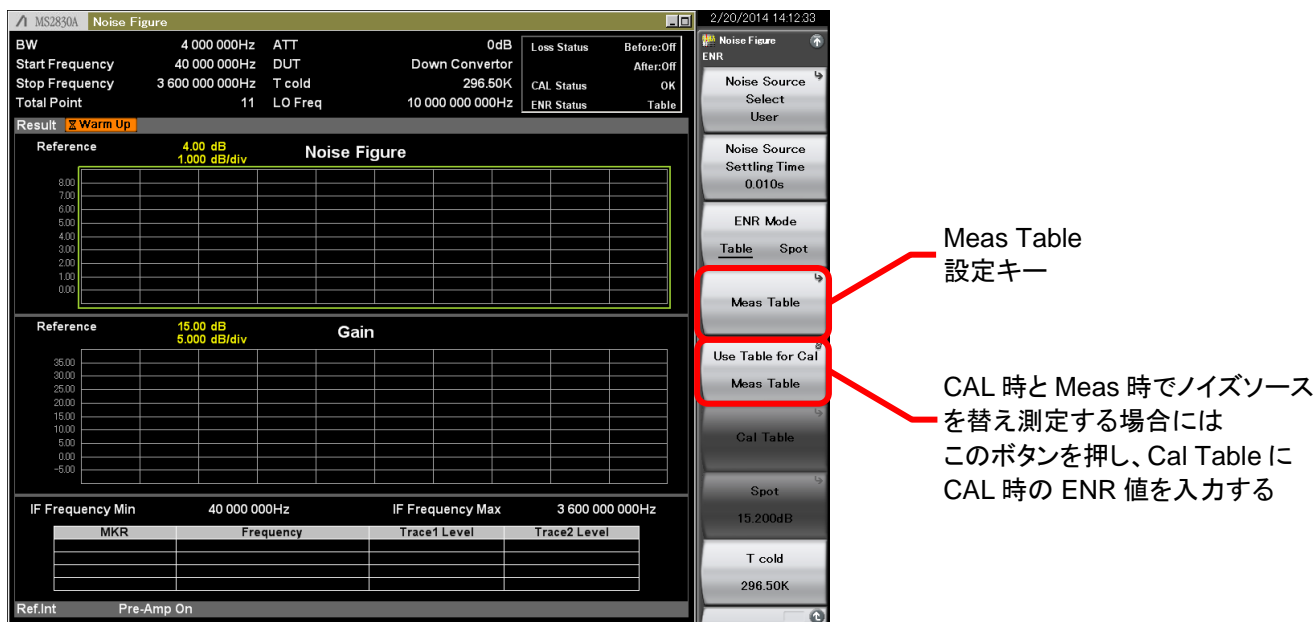 MS2830A Noise Figure
2/20/2014 14:12:33
BW 4 000 000Hz ATT 0dB
Start Frequency 40 000 000Hz DUT Down Convertor
Stop Frequency 3 600 000 000Hz T cold 296.50K
Total Point 11 LO Freq 10 000 000 000Hz
Loss Status Before:Off
After:Off
CAL Status OK
ENR Status Table
Result Warm Up
Reference 4.00 dB
1.000 dB/div
Noise Figure
8.00
7.00
6.00
5.00
4.00
3.00
2.00
1.00
0.00
Reference 15.00 dB
5.000 dB/div
Gain
35.00
30.00
25.00
20.00
15.00
10.00
5.00
0.00
-5.00
IF Frequency Min 40 000 000Hz IF Frequency Max 3 600 000 000Hz
MKR Frequency Trace1 Level Trace2 Level
Ref.Int Pre-Amp On
Noise Figure
ENR
Noise Source
Select
User
Noise Source
Settling Time
0.010s
ENR Mode
Table Spot
Meas Table
Use Table for Cal
Meas Table
Cal Table
Spot
15.200dB
T cold
296.50K
Meas Table
設定キー
CAL 時と Meas 時でノイズソース
を替え測定する場合には
このボタンを押し、Cal Table に
CAL 時の ENR 値を入力する